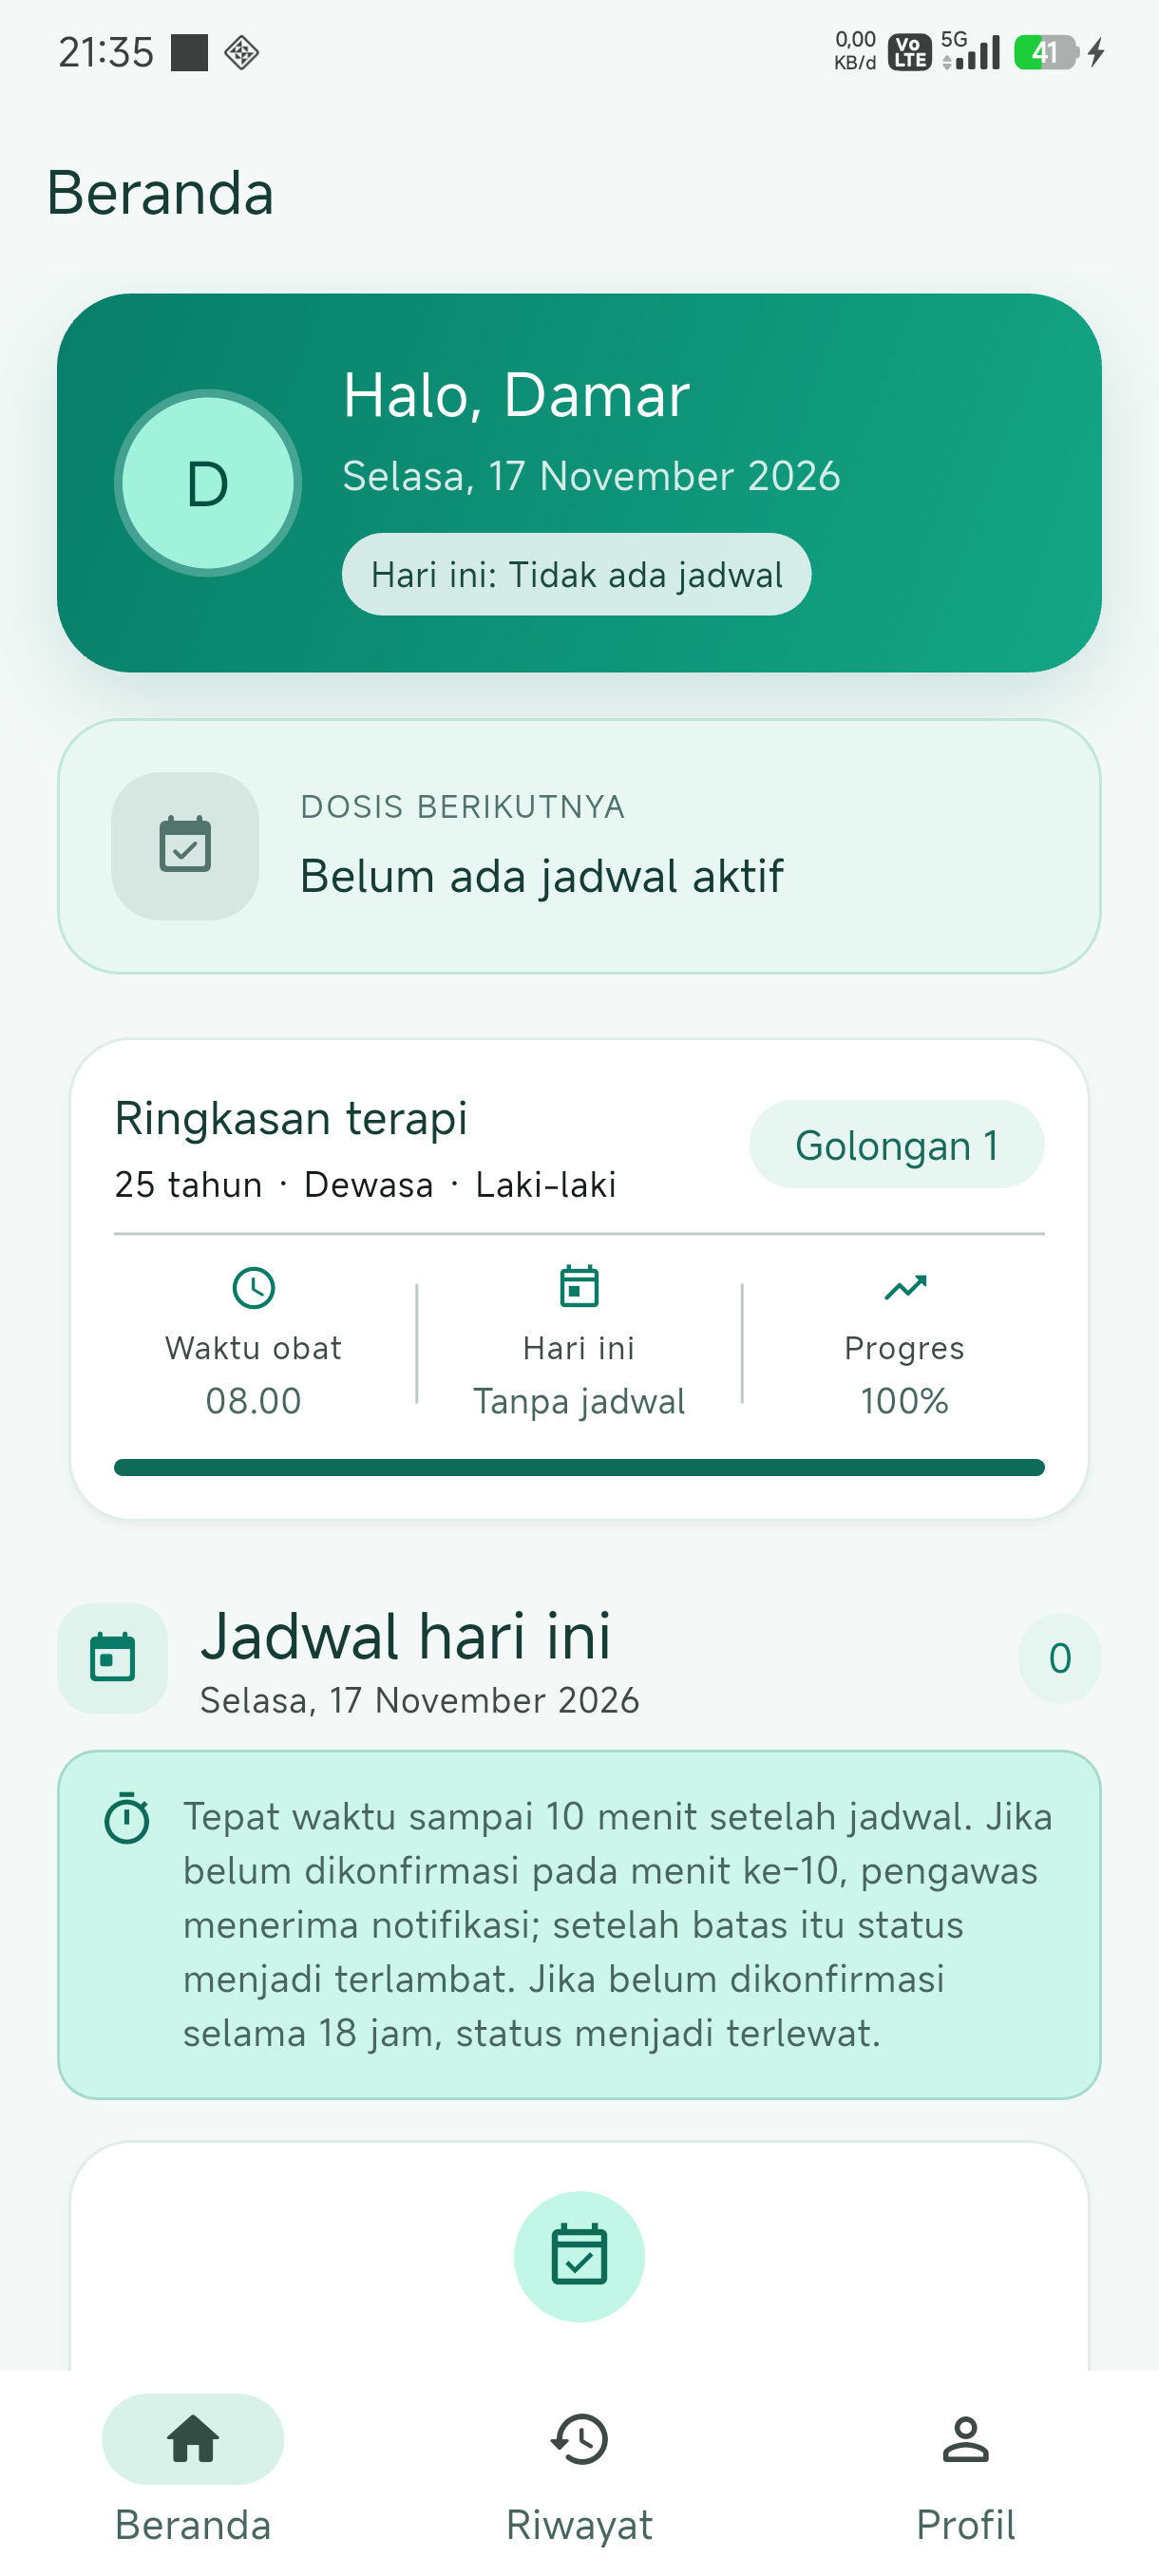 21:35
0,00
KB/d
Vo
LTE
5G
41
Beranda
D
Halo, Damar
Selasa, 17 November 2026
Hari ini: Tidak ada jadwal
DOSIS BERIKUTNYA
Belum ada jadwal aktif
Ringkasan terapi
25 tahun · Dewasa · Laki-laki
Golongan 1
Waktu obat
08.00
Hari ini
Tanpa jadwal
Progres
100%
Jadwal hari ini
Selasa, 17 November 2026
0
Tepat waktu sampai 10 menit setelah jadwal. Jika
belum dikonfirmasi pada menit ke-10, pengawas
menerima notifikasi; setelah batas itu status
menjadi terlambat. Jika belum dikonfirmasi
selama 18 jam, status menjadi terlewat.
Beranda
Riwayat
Profil